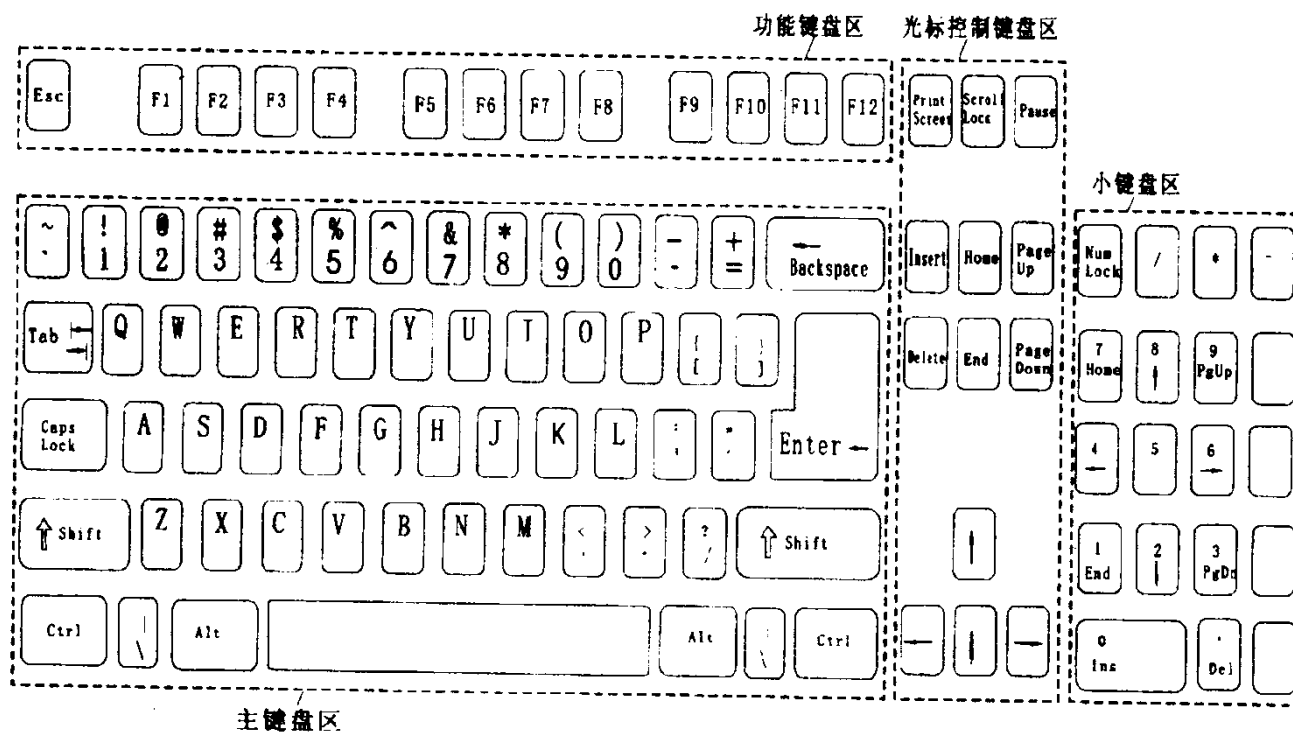 功能键盘区 光标控制键盘区
Esc F1 F2 F3 F4 F5 F6 F7 F8 F9 F10 F11 F12 Print Screen Scroll Lock Pause
小键盘区
~ ! @ # $ % ^ & * ( ) - +
` 1 2 3 4 5 6 7 8 9 0 - = ← Backspace Insert Home Page Up Num Lock / * -
Tab Q W E R T Y U I O P [ ] Delete End Page Down 7 Home 8 ↑ 9 PgUp
Caps Lock A S D F G H J K L : ; " ' Enter ← 4 ← 5 6 →
⇧ Shift Z X C V B N M < , > . ? / ⇧ Shift ↑ 1 End 2 3 PgDn
Ctrl | \ Alt Alt | \ Ctrl ← → 0 Ins . Del
主键盘区